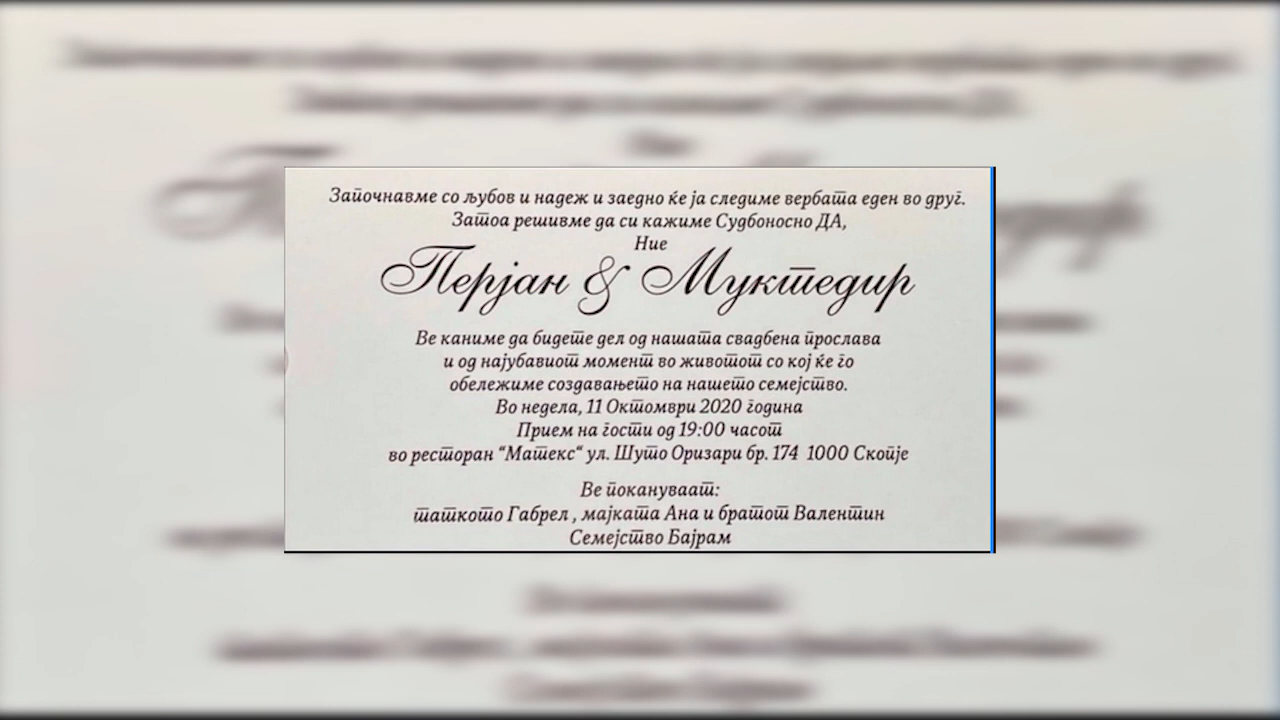 Започнавме со љубов и надеж и заедно ќе ја следиме вербата еден во друг.
Затоа решивме да си кажиме Судбоносно ДА,
Ние
Перјан & Муктедир
Ве каниме да бидете дел од нашата свадбена прослава
и од најубавиот момент во животот со кој ќе го
обележиме создавањето на нашето семејство.
Во недела, 11 Октомври 2020 година
Прием на гости од 19:00 часот
во ресторан “Матекс“ ул. Шуто Оризари бр. 174 1000 Скопје
Ве покануваат:
таткото Габрел , мајката Ана и братот Валентин
Семејство Бајрам